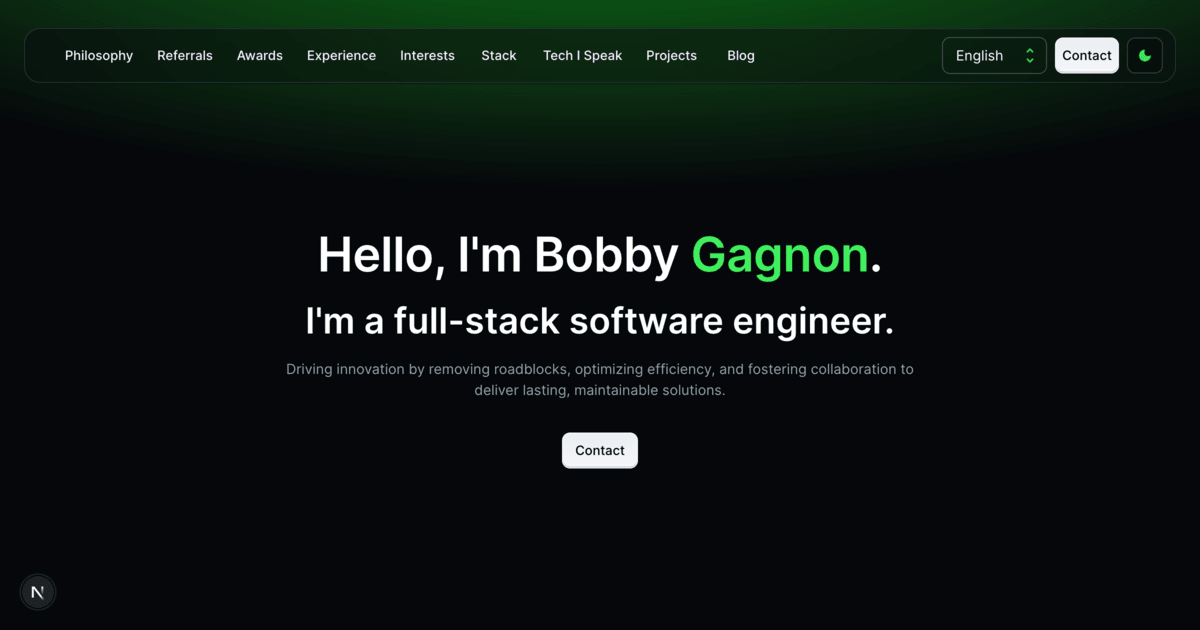 Philosophy Referrals Awards Experience Interests Stack Tech I Speak Projects Blog English Contact
Hello, I'm Bobby Gagnon.
I'm a full-stack software engineer.
Driving innovation by removing roadblocks, optimizing efficiency, and fostering collaboration to
deliver lasting, maintainable solutions.
Contact
N